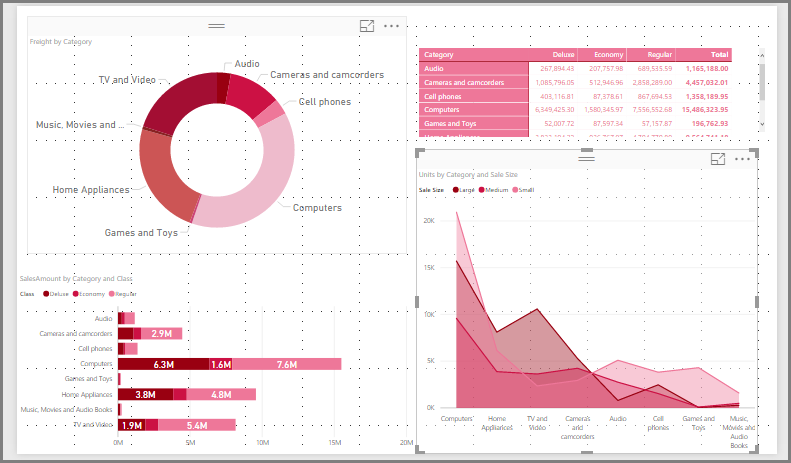 Freight by Category
Audio
Cameras and camcorders
Cell phones
Computers
Games and Toys
Home Appliances
Music, Movies and ...
TV and Video
Category Deluxe Economy Regular Total
Audio 267,894.43 207,757.98 689,535.59 1,165,188.00
Cameras and camcorders 1,085,796.05 512,946.96 2,858,289.00 4,457,032.01
Cell phones 403,116.81 87,378.61 867,694.53 1,358,189.95
Computers 6,349,425.30 1,580,345.97 7,556,552.68 15,486,323.95
Games and Toys 52,007.72 87,597.34 57,157.87 196,762.93
Home Appliances
SalesAmount by Category and Class
Class Deluxe Economy Regular
Audio
Cameras and camcorders 2.9M
Cell phones
Computers 6.3M 1.6M 7.6M
Games and Toys
Home Appliances 3.8M 4.8M
Music, Movies and Audio Books
TV and Video 1.9M 5.4M
0M 5M 10M 15M 20M
Units by Category and Sale Size
Sale Size Large Medium Small
20K
15K
10K
5K
0K
Computers Home Appliances TV and Video Cameras and camcorders Audio Cell phones Games and Toys Music, Movies and Audio Books